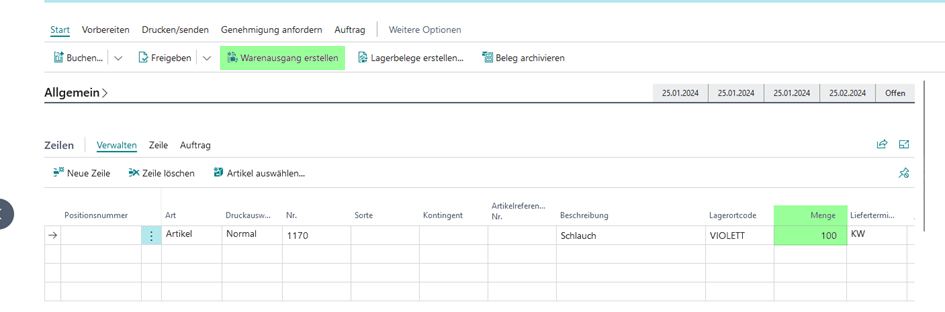 Start Vorbereiten Drucken/senden Genehmigung anfordern Auftrag Weitere Optionen
Buchen... Freigeben Warenausgang erstellen Lagerbelege erstellen... Beleg archivieren
Allgemein 25.01.2024 25.01.2024 25.01.2024 25.02.2024 Offen
Zeilen Verwalten Zeile Auftrag
Neue Zeile Zeile löschen Artikel auswählen...
Positionsnummer Art Druckausw... Nr. Sorte Kontingent Artikelreferen... Nr. Beschreibung Lagerortcode Menge Liefertermi...
Artikel Normal 1170 Schlauch VIOLETT 100 KW